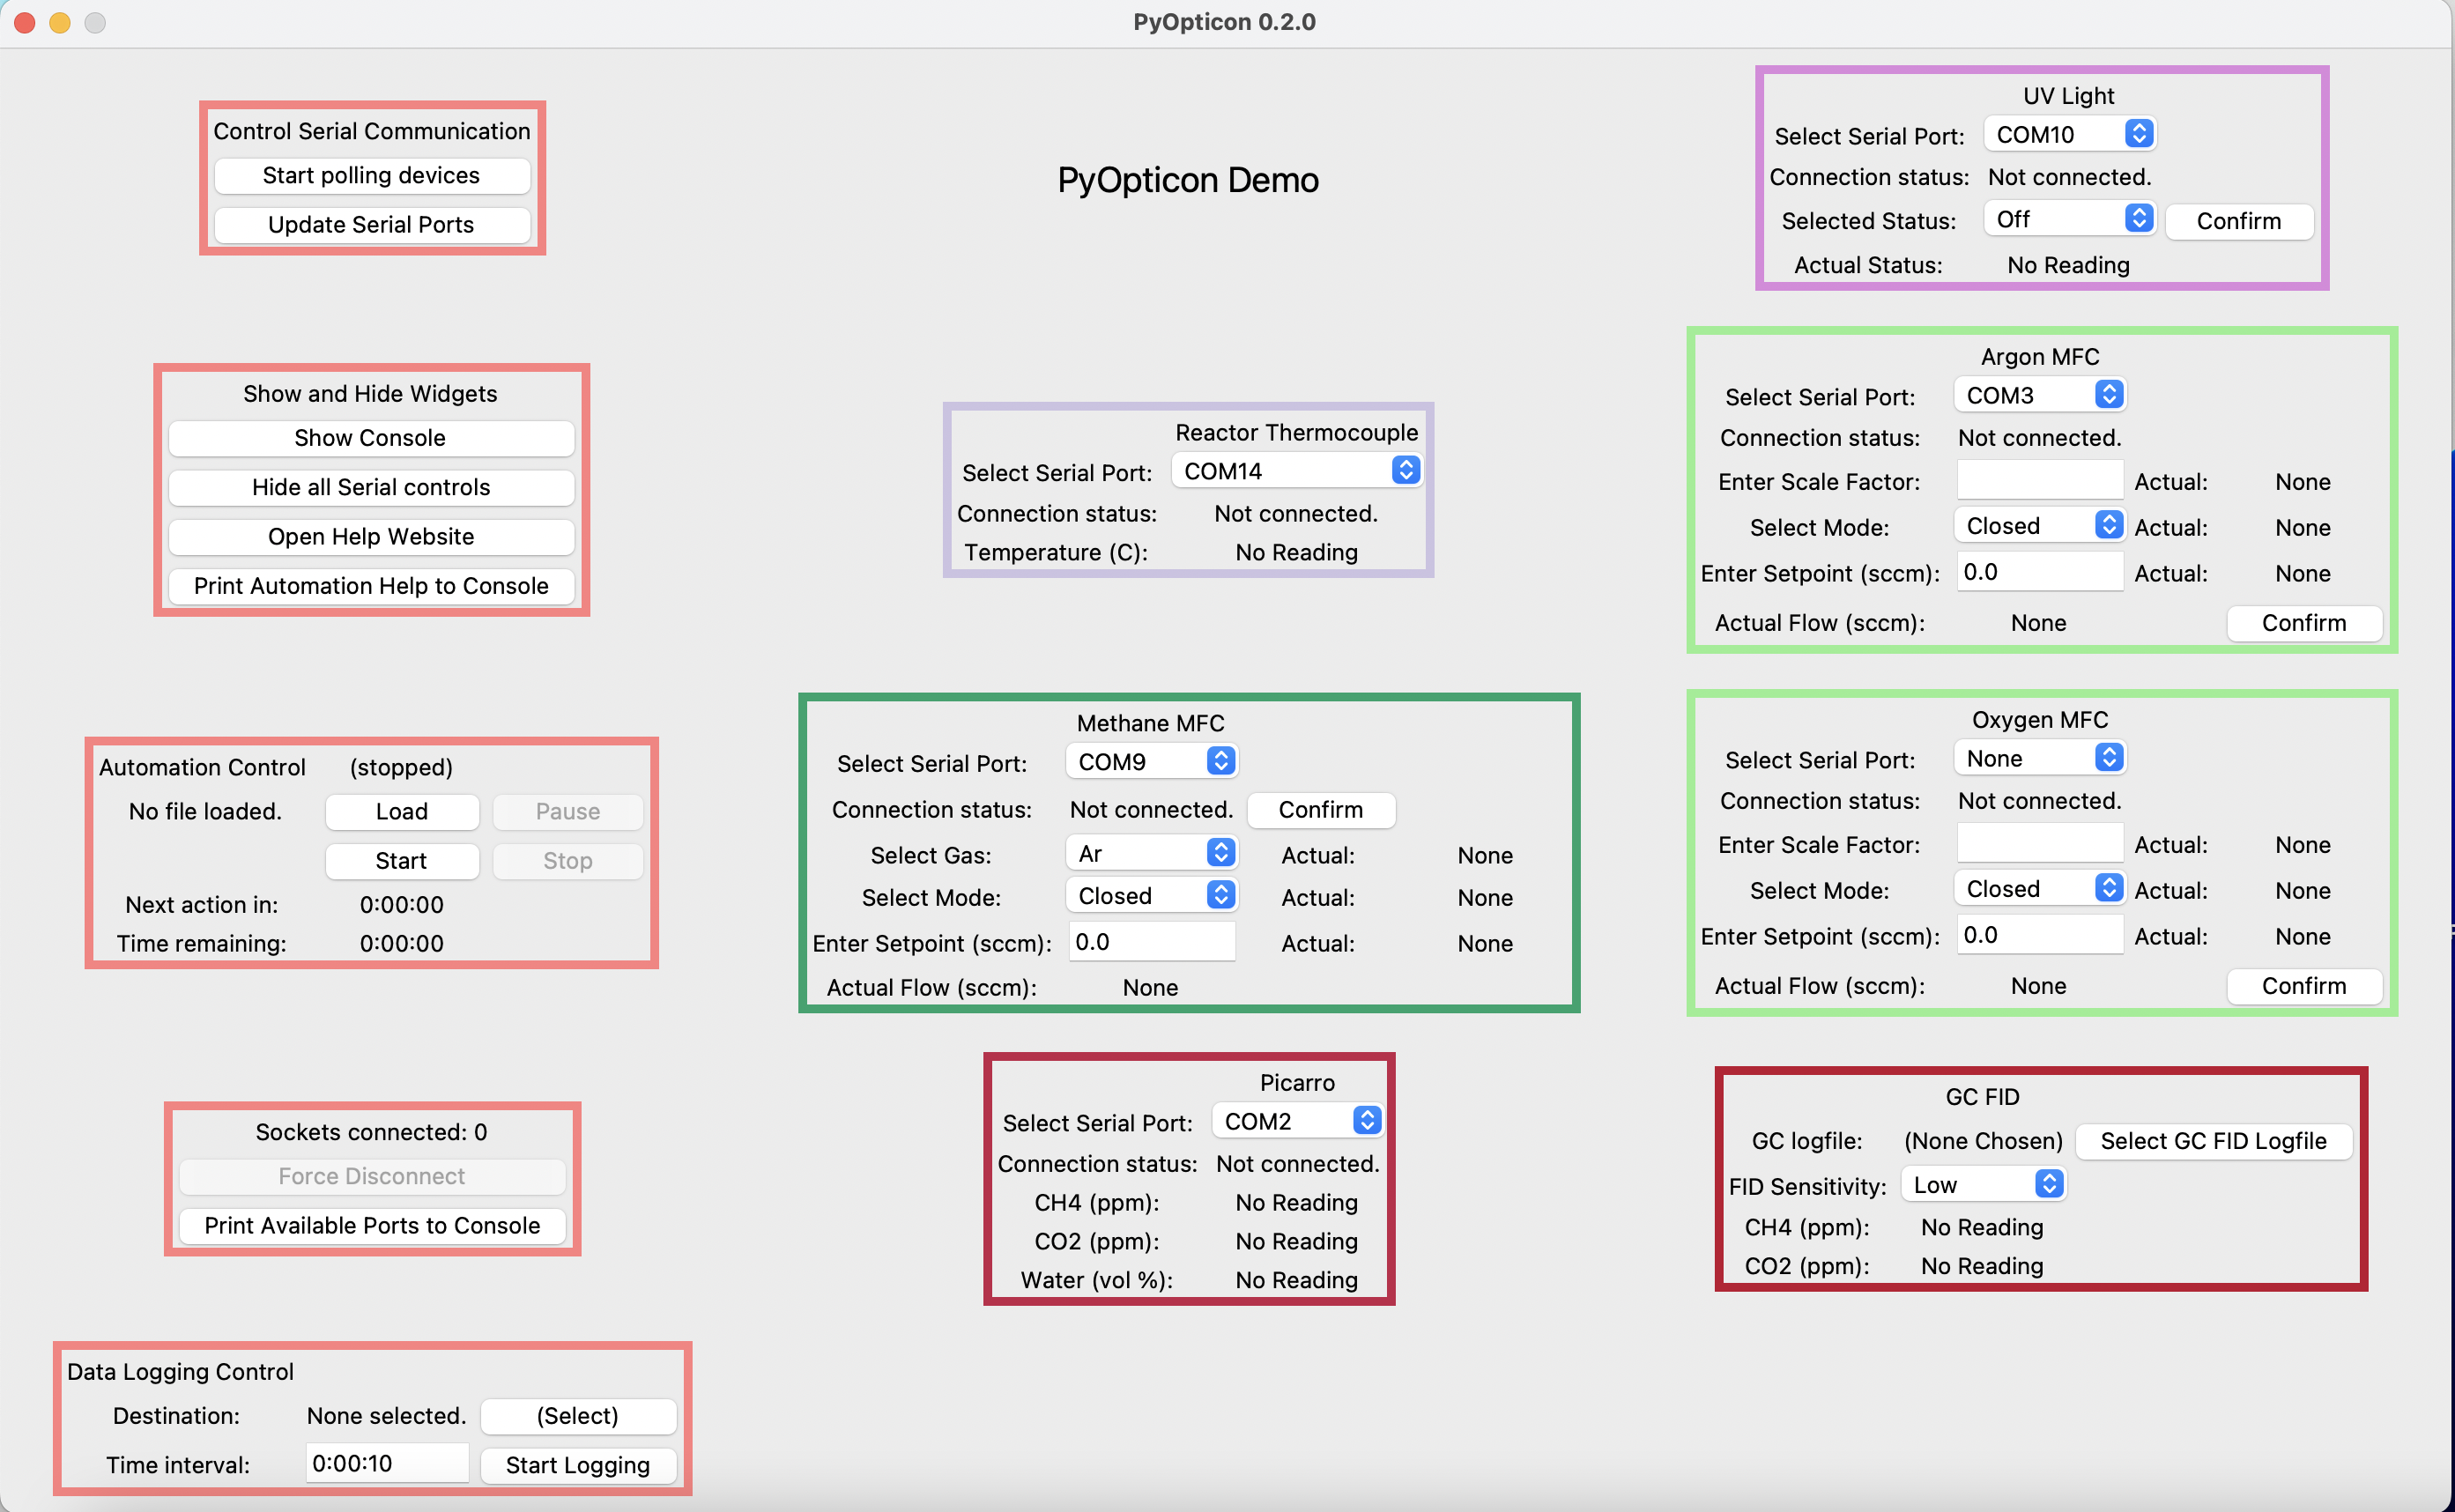 PyOpticon 0.2.0
Control Serial Communication
Start polling devices
Update Serial Ports
Show and Hide Widgets
Show Console
Hide all Serial controls
Open Help Website
Print Automation Help to Console
Automation Control (stopped)
No file loaded. Load Pause
Start Stop
Next action in: 0:00:00
Time remaining: 0:00:00
Sockets connected: 0
Force Disconnect
Print Available Ports to Console
Data Logging Control
Destination: None selected. (Select)
Time interval: 0:00:10 Start Logging
PyOpticon Demo
Reactor Thermocouple
Select Serial Port: COM14
Connection status: Not connected.
Temperature (C): No Reading
Methane MFC
Select Serial Port: COM9
Connection status: Not connected. Confirm
Select Gas: Ar Actual: None
Select Mode: Closed Actual: None
Enter Setpoint (sccm): 0.0 Actual: None
Actual Flow (sccm): None
Picarro
Select Serial Port: COM2
Connection status: Not connected.
CH4 (ppm): No Reading
CO2 (ppm): No Reading
Water (vol %): No Reading
UV Light
Select Serial Port: COM10
Connection status: Not connected.
Selected Status: Off Confirm
Actual Status: No Reading
Argon MFC
Select Serial Port: COM3
Connection status: Not connected.
Enter Scale Factor: Actual: None
Select Mode: Closed Actual: None
Enter Setpoint (sccm): 0.0 Actual: None
Actual Flow (sccm): None Confirm
Oxygen MFC
Select Serial Port: None
Connection status: Not connected.
Enter Scale Factor: Actual: None
Select Mode: Closed Actual: None
Enter Setpoint (sccm): 0.0 Actual: None
Actual Flow (sccm): None Confirm
GC FID
GC logfile: (None Chosen) Select GC FID Logfile
FID Sensitivity: Low
CH4 (ppm): No Reading
CO2 (ppm): No Reading